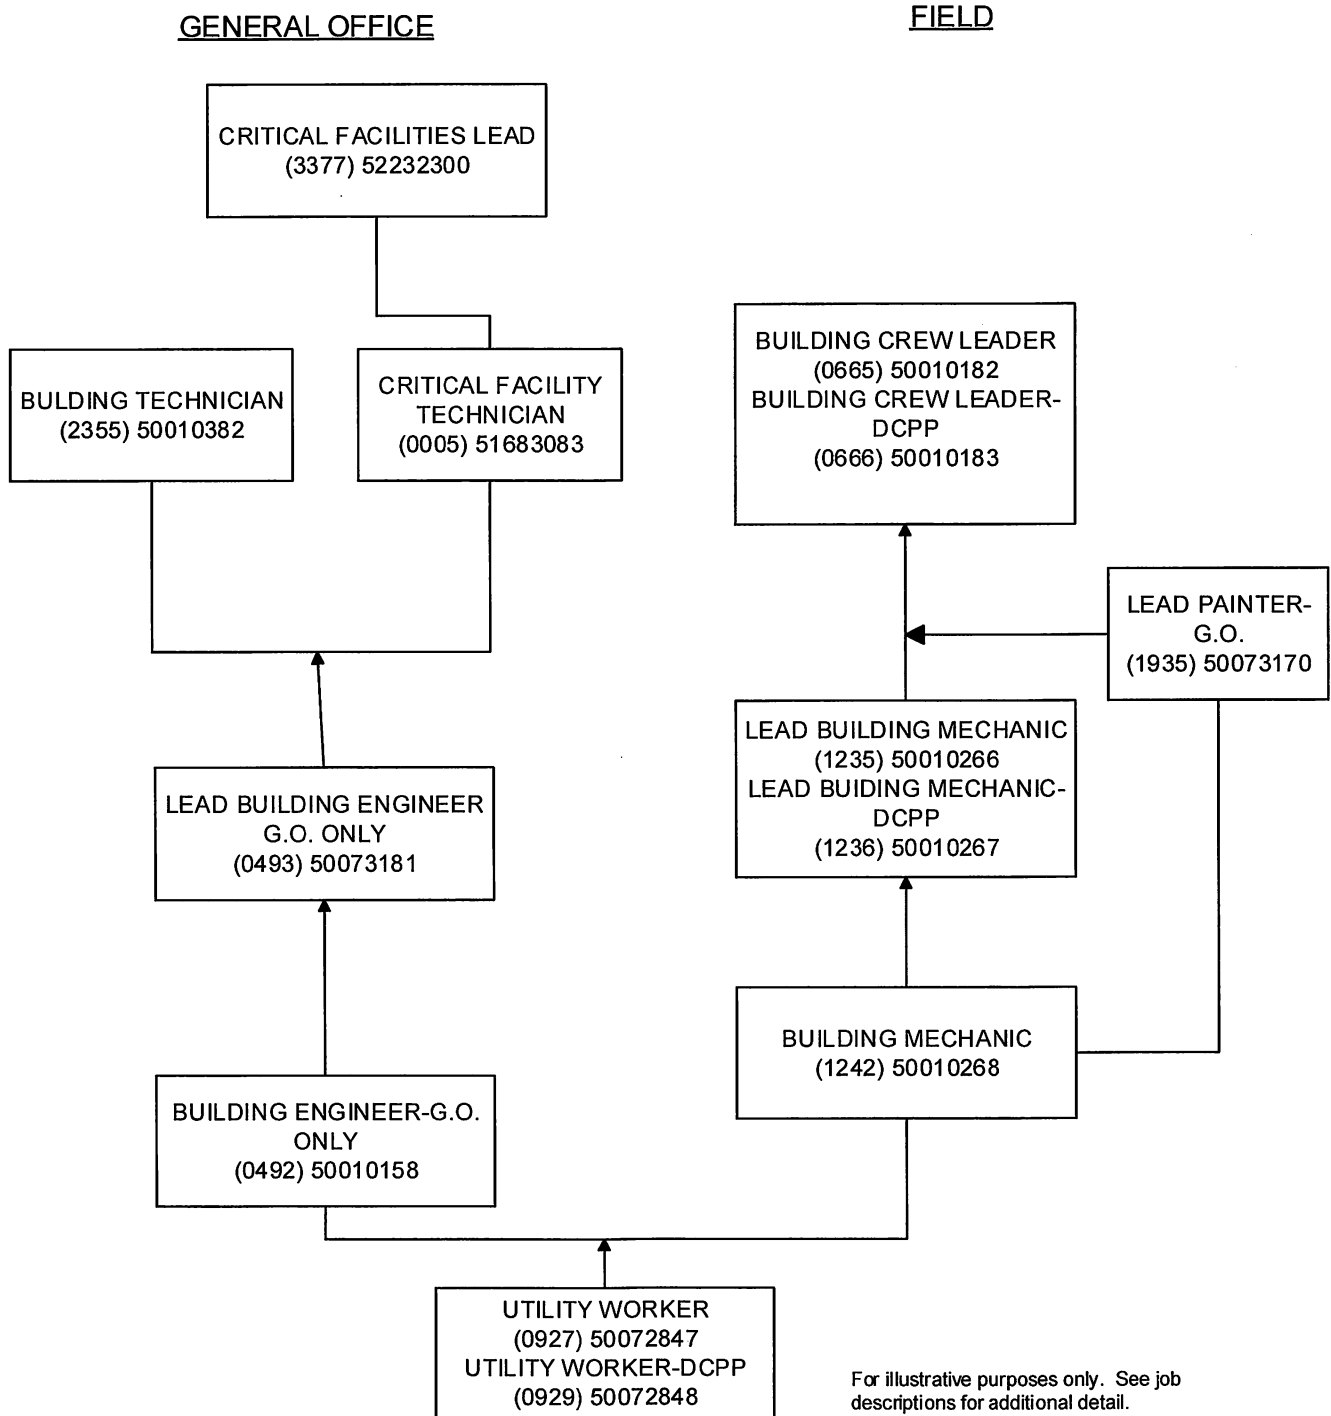 GENERAL OFFICE
FIELD
CRITICAL FACILITIES LEAD
(3377) 52232300
BULDING TECHNICIAN
(2355) 50010382
CRITICAL FACILITY
TECHNICIAN
(0005) 51683083
BUILDING CREW LEADER
(0665) 50010182
BUILDING CREW LEADER-
DCPP
(0666) 50010183
LEAD PAINTER-
G.O.
(1935) 50073170
LEAD BUILDING MECHANIC
(1235) 50010266
LEAD BUIDING MECHANIC-
DCPP
(1236) 50010267
LEAD BUILDING ENGINEER
G.O. ONLY
(0493) 50073181
BUILDING MECHANIC
(1242) 50010268
BUILDING ENGINEER-G.O.
ONLY
(0492) 50010158
UTILITY WORKER
(0927) 50072847
UTILITY WORKER-DCPP
(0929) 50072848
For illustrative purposes only. See job
descriptions for additional detail.